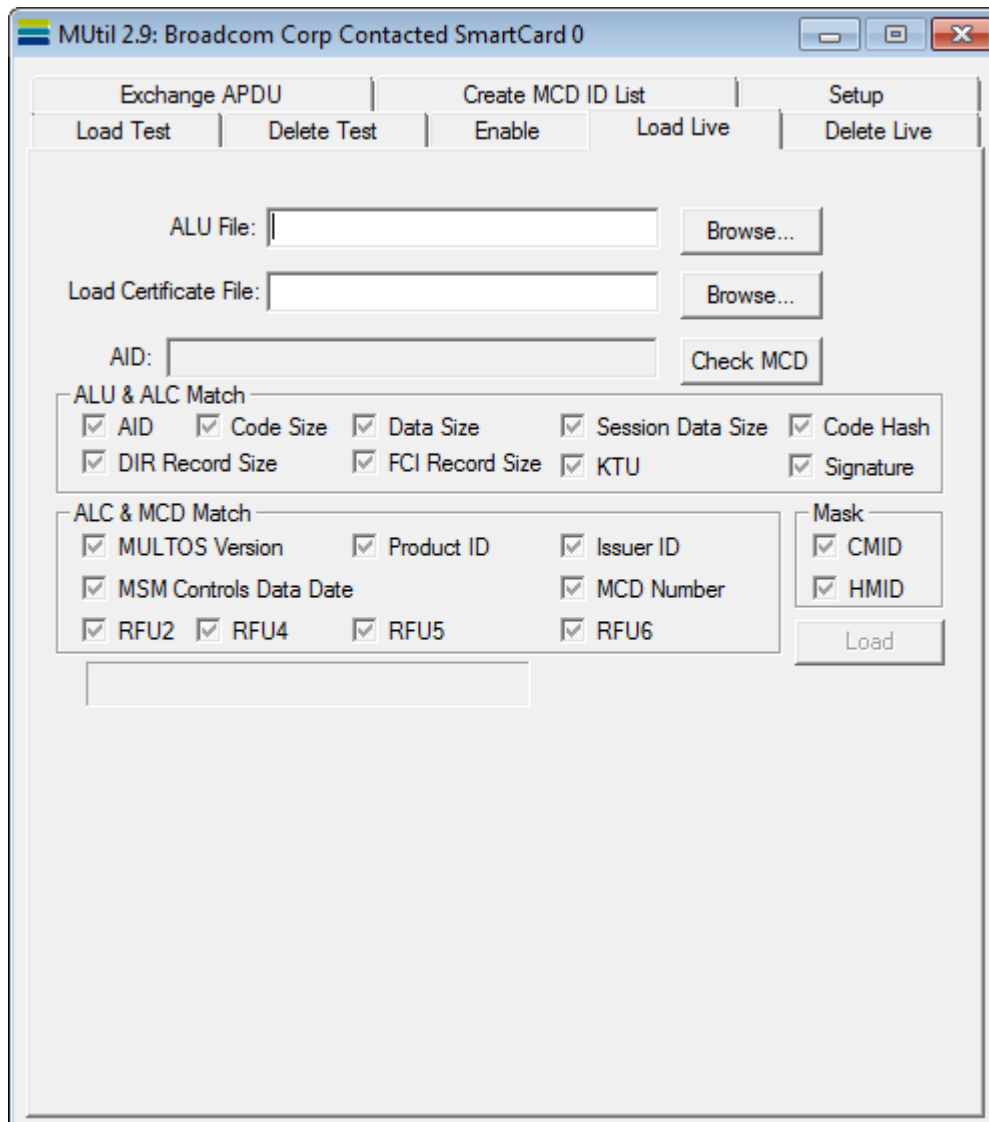 MUtil 2.9: Broadcom Corp Contacted SmartCard 0
Exchange APDU Create MCD ID List Setup
Load Test Delete Test Enable Load Live Delete Live
ALU File: Browse...
Load Certificate File: Browse...
AID: Check MCD
ALU & ALC Match
AID Code Size Data Size Session Data Size Code Hash
DIR Record Size FCI Record Size KTU Signature
ALC & MCD Match Mask
MULTOS Version Product ID Issuer ID CMID
MSM Controls Data Date MCD Number HMID
RFU2 RFU4 RFU5 RFU6 Load